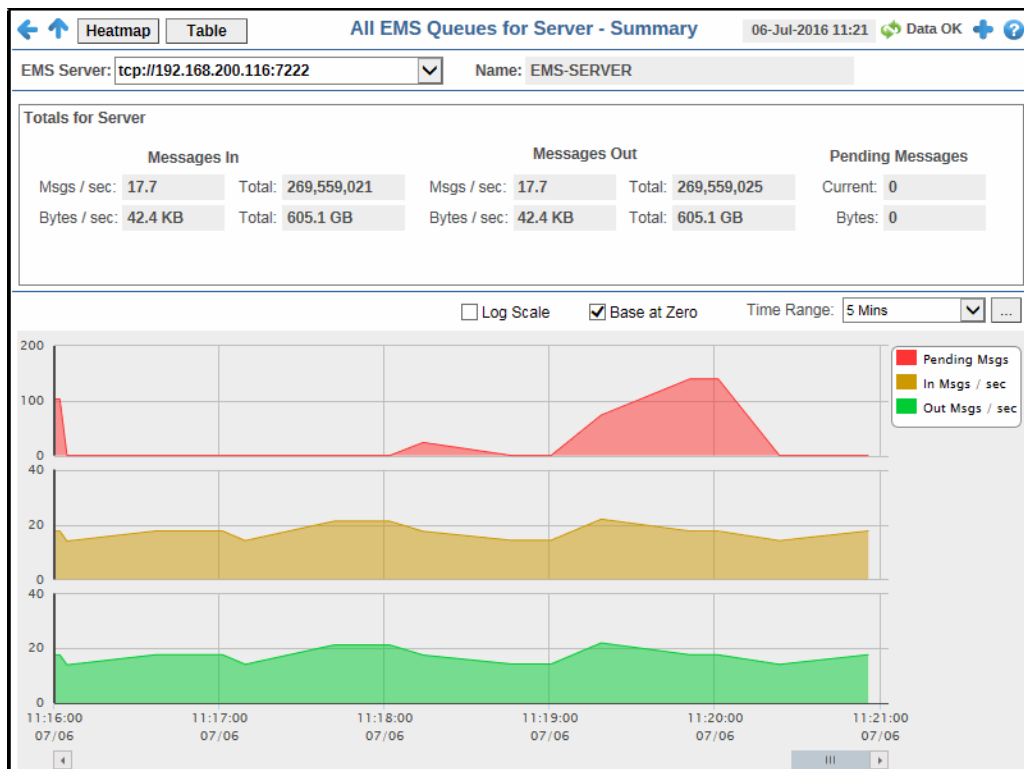 Heatmap Table All EMS Queues for Server - Summary 06-Jul-2016 11:21 Data OK
EMS Server: tcp://192.168.200.116:7222 Name: EMS-SERVER
Totals for Server
Messages In Messages Out Pending Messages
Msgs / sec: 17.7 Total: 269,559,021 Msgs / sec: 17.7 Total: 269,559,025 Current: 0
Bytes / sec: 42.4 KB Total: 605.1 GB Bytes / sec: 42.4 KB Total: 605.1 GB Bytes: 0
Log Scale Base at Zero Time Range: 5 Mins ...
200
100
0
Pending Msgs
In Msgs / sec
Out Msgs / sec
40
20
0
40
20
0
11:16:00 11:17:00 11:18:00 11:19:00 11:20:00 11:21:00
07/06 07/06 07/06 07/06 07/06 07/06